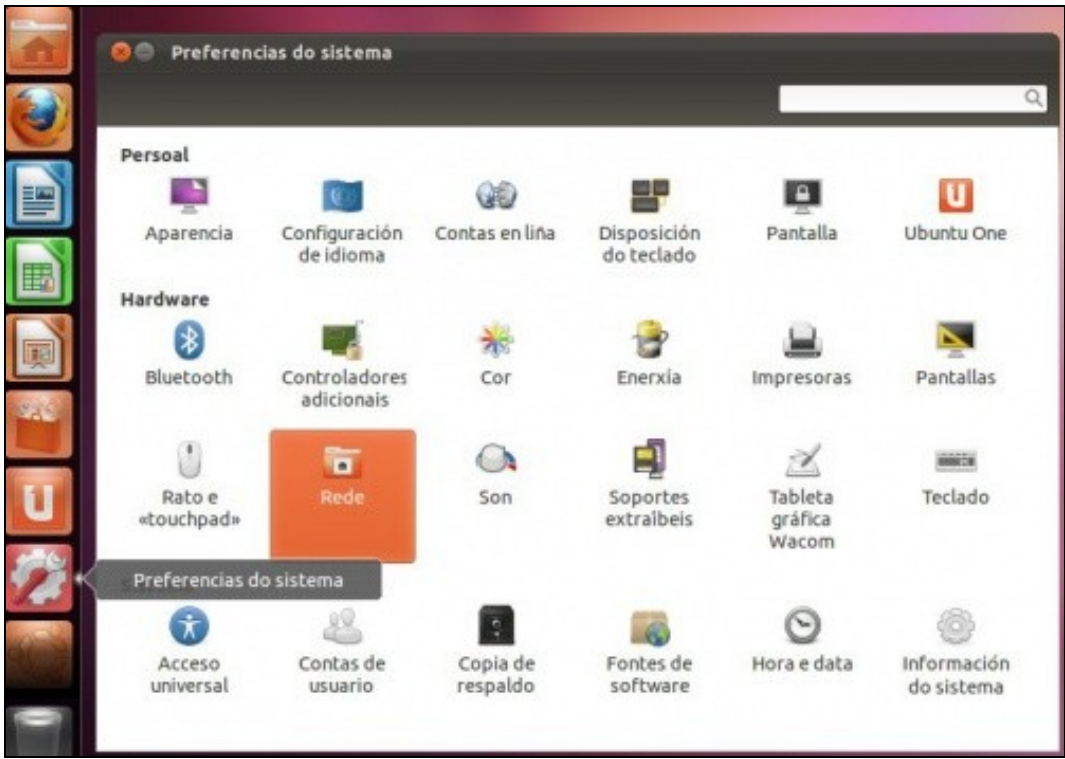 Preferencias do sistema
Persoal
Aparencia
Configuración
de idioma
Contas en liña
Disposición
do teclado
Pantalla
Ubuntu One
Hardware
Bluetooth
Controladores
adicionais
Cor
Enerxía
Impresoras
Pantallas
Rato e
«touchpad»
Rede
Son
Soportes
extraíbeis
Tableta
gráfica
Wacom
Teclado
Preferencias do sistema
Acceso
universal
Contas de
usuario
Copia de
respaldo
Fontes de
software
Hora e data
Información
do sistema